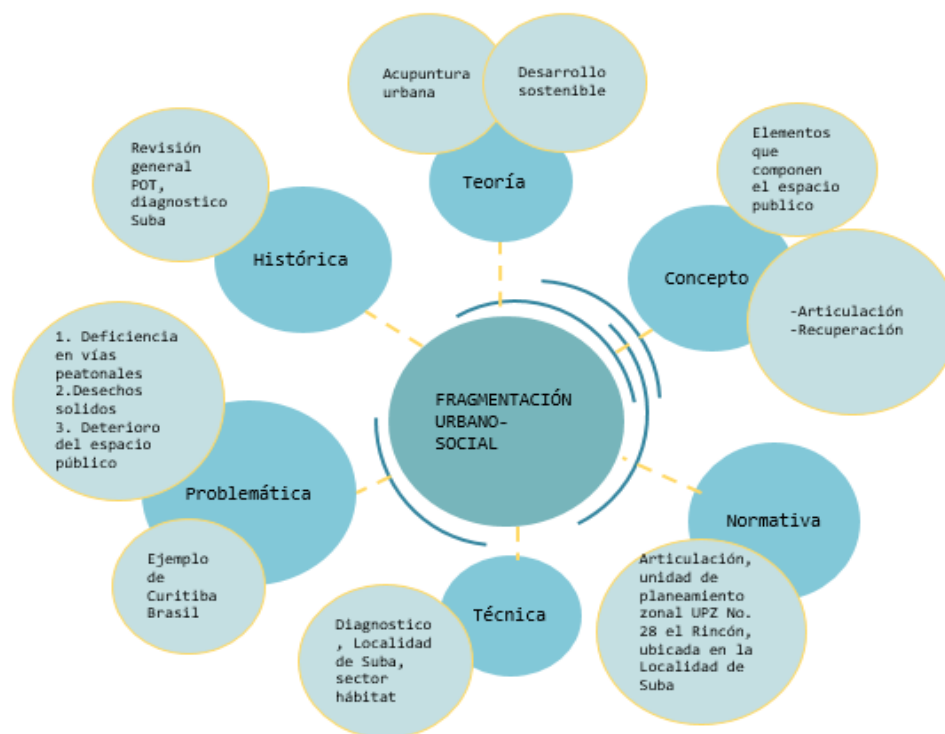 Acupuntura
urbana
Desarrollo
sostenible
Teoría
Elementos
que
componen
el espacio
publico
Concepto
-Articulación
-Recuperación
Revisión
general
POT,
diagnostico
Suba
Histórica
FRAGMENTACIÓN
URBANO-
SOCIAL
1. Deficiencia
en vías
peatonales
2.Desechos
solidos
3. Deterioro
del espacio
público
Problemática
Ejemplo
de
Curitiba
Brasil
Técnica
Diagnostico
, Localidad
de Suba,
sector
hábitat
Normativa
Articulación,
unidad de
planeamiento
zonal UPZ No.
28 el Rincón,
ubicada en la
Localidad de
Suba